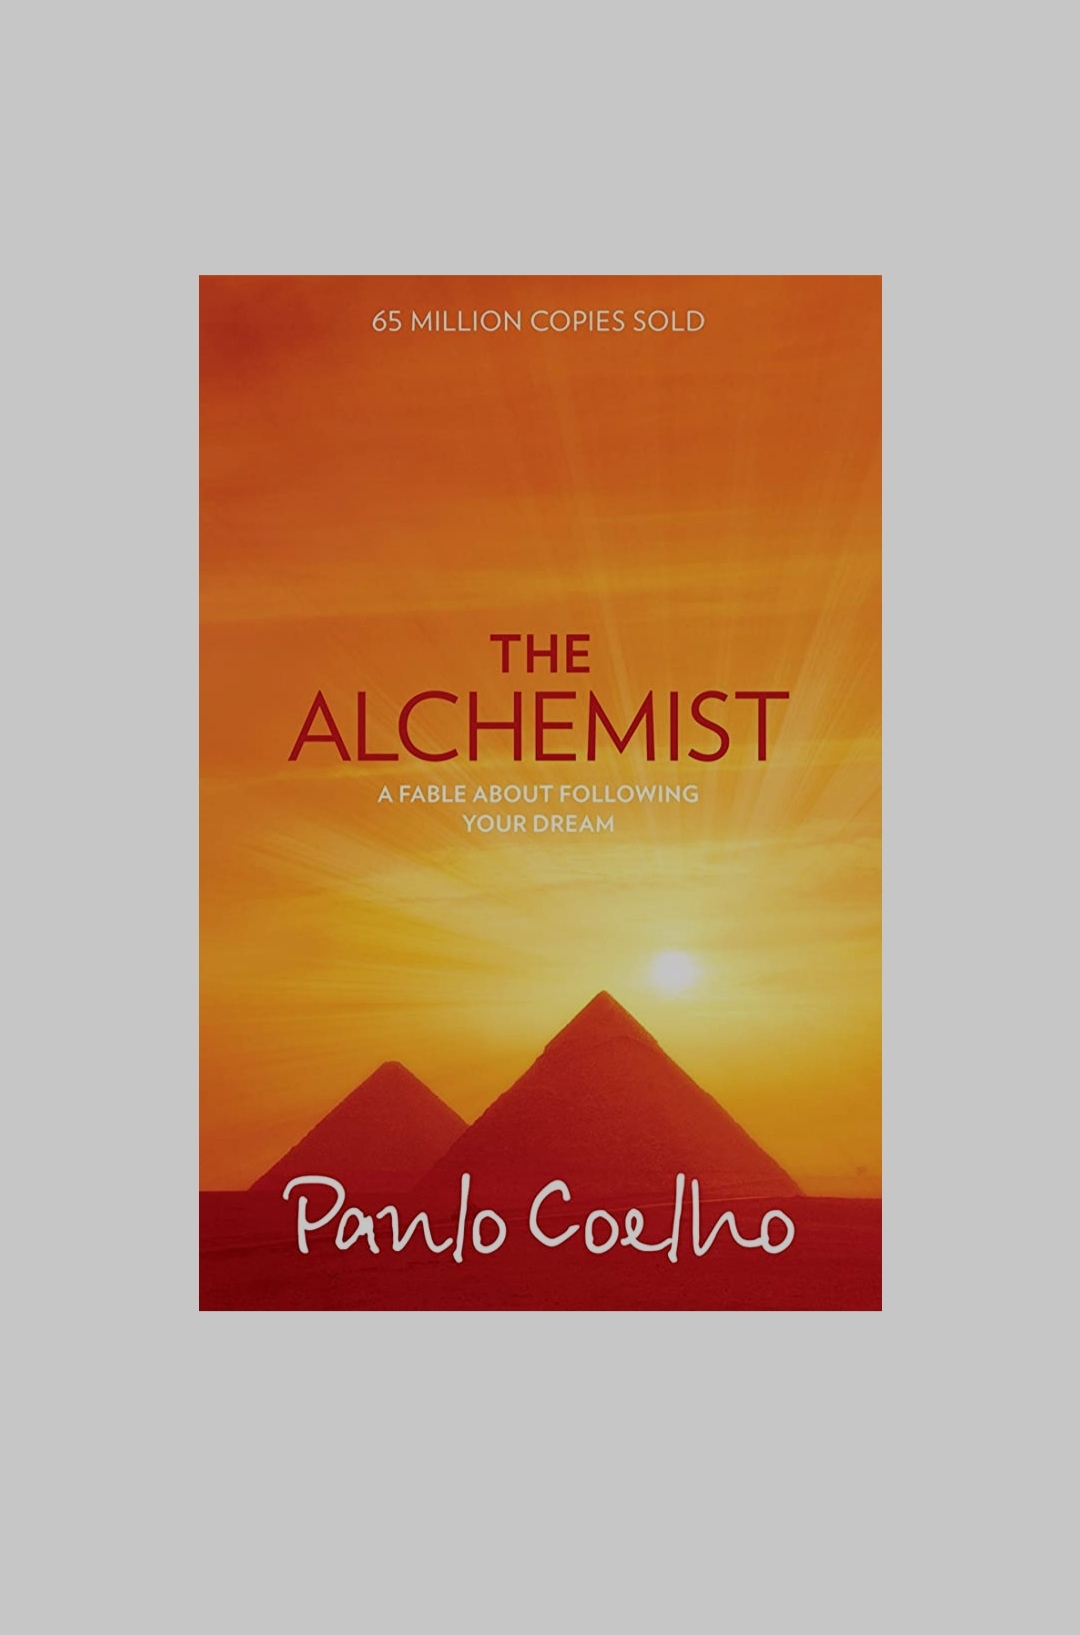 65 MILLION COPIES SOLD
THE
ALCHEMIST
A FABLE ABOUT FOLLOWING
YOUR DREAM
Paulo Coelho